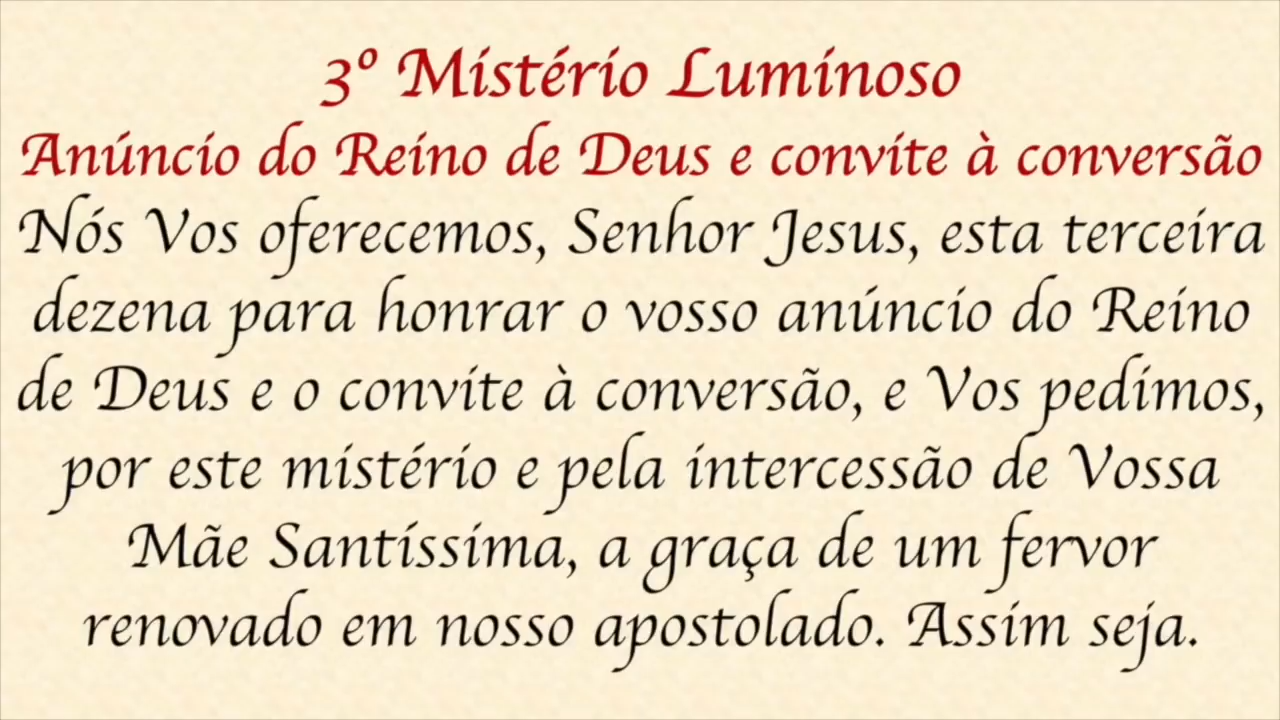 3º Mistério Luminoso
Anúncio do Reino de Deus e convite à conversão
Nós Vos oferecemos, Senhor Jesus, esta terceira
dezena para honrar o vosso anúncio do Reino
de Deus e o convite à conversão, e Vos pedimos,
por este mistério e pela intercessão de Vossa
Mãe Santíssima, a graça de um fervor
renovado em nosso apostolado. Assim seja.